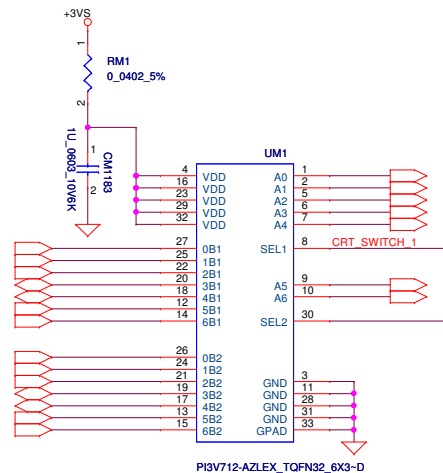 +3VS
1
RM1
0_0402_5%
2
1
CM1183
1U_0603_10V6K
2
UM1
4 VDD A0 1
16 VDD A1 2
23 VDD A2 5
29 VDD A3 6
32 VDD A4 7
27 0B1 SEL1 8 CRT_SWITCH_1
25 1B1
22 2B1
20 3B1 A5 9
18 4B1 A6 10
12 5B1
14 6B1 SEL2 30
26 0B2
24 1B2
21 2B2 GND 3
19 3B2 GND 11
17 4B2 GND 28
13 5B2 GND 31
15 6B2 GPAD 33
PI3V712-AZLEX_TQFN32_6X3~D